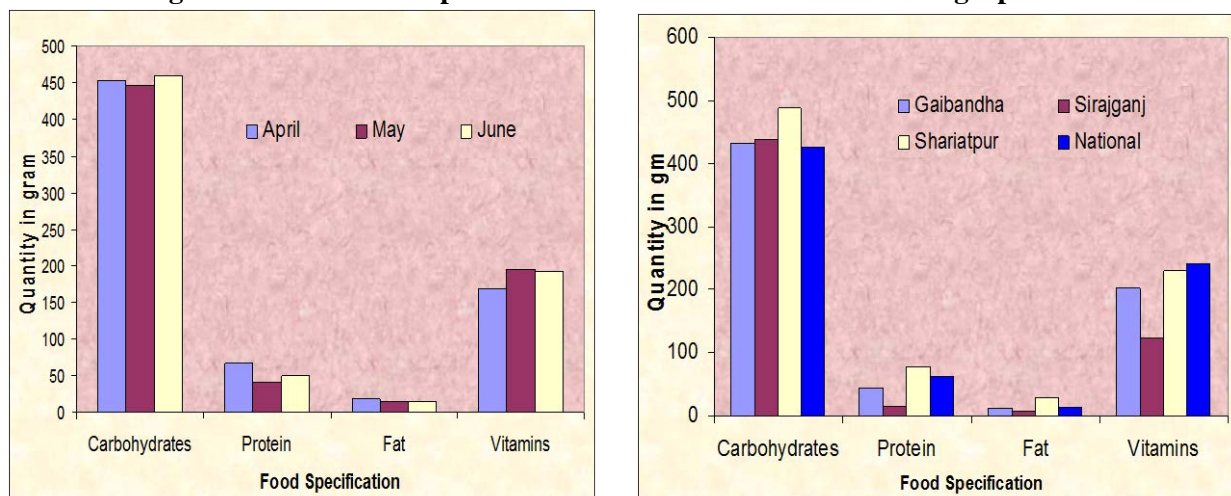 500
450
400
350
300
250
200
150
100
50
0
Quantity in gram
April May June
Carbohydrates Protein Fat Vitamins
Food Specification
600
500
400
300
200
100
0
Quantity in gm
Gaibandha Sirajganj
Shariatpur National
Carbohydrates Protein Fat Vitamins
Food Specification